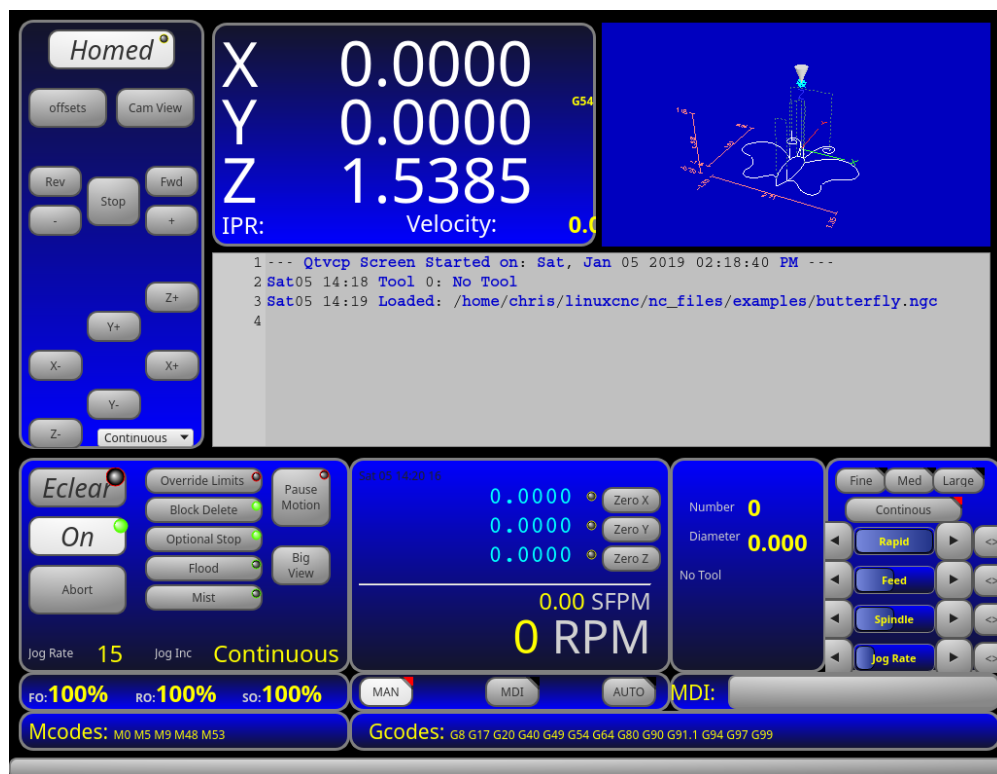 Homed
offsets
Cam View
Rev
Stop
Fwd
-
+
Z+
Y+
X-
X+
Y-
Z-
Continuous
X 0.0000
Y 0.0000
G54
Z 1.5385
IPR:
Velocity:
0.0
1 --- Qtvcp Screen Started on: Sat, Jan 05 2019 02:18:40 PM ---
2 Sat05 14:18 Tool 0: No Tool
3 Sat05 14:19 Loaded: /home/chris/linuxcnc/nc_files/examples/butterfly.ngc
4
Eclear
On
Abort
Override Limits
Block Delete
Optional Stop
Flood
Mist
Pause
Motion
Big
View
Jog Rate 15
Jog Inc Continuous
0.0000 Zero X
0.0000 Zero Y
0.0000 Zero Z
0.00 SFPM
0 RPM
Number 0
Diameter 0.000
No Tool
Fine Med Large
Continous
Rapid
Feed
Spindle
Jog Rate
FO:100% RO:100% SO:100%
MAN
MDI
AUTO
MDI:
Mcodes: M0 M5 M9 M48 M53
Gcodes: G8 G17 G20 G40 G49 G54 G64 G80 G90 G91.1 G94 G97 G99